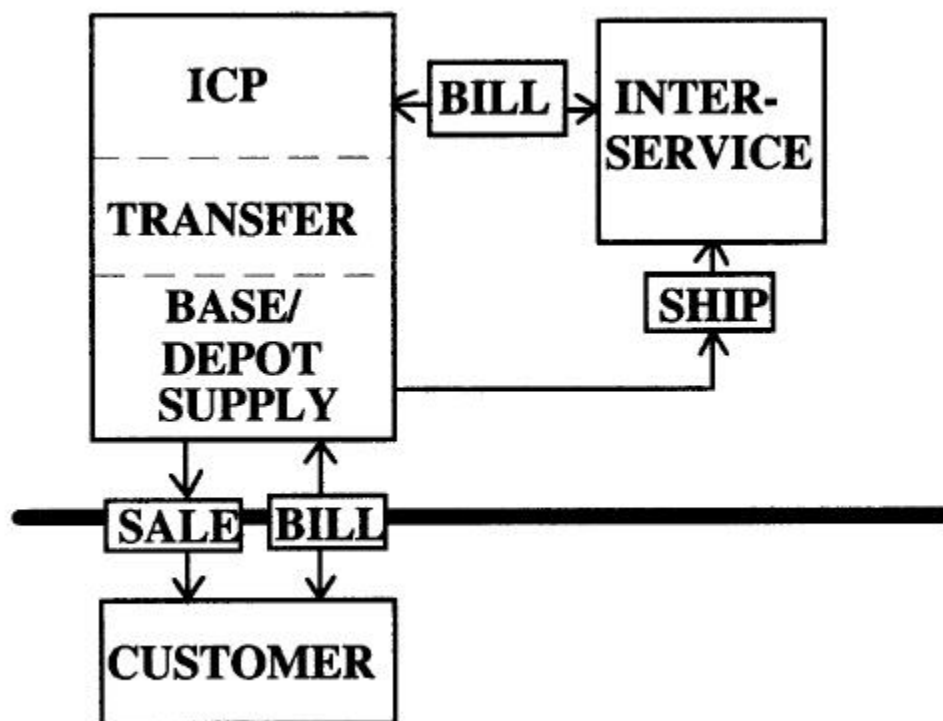 ICP
BILL
INTER-
SERVICE
TRANSFER
BASE/
DEPOT
SUPPLY
SHIP
SALE
BILL
CUSTOMER